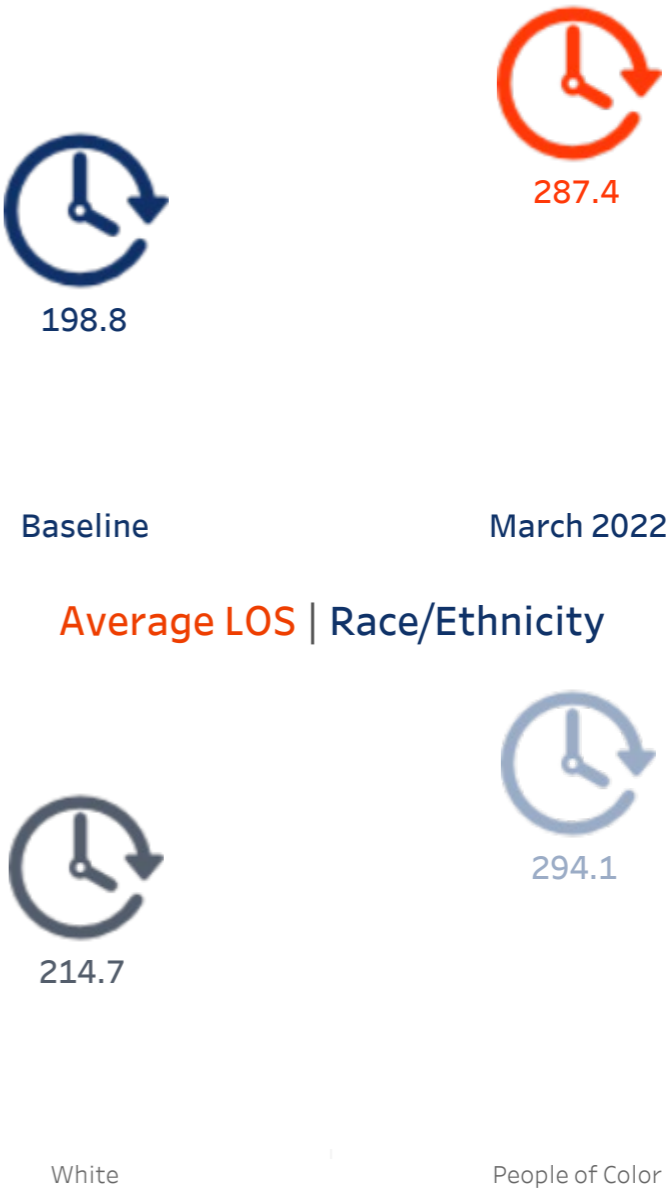 287.4
198.8
Baseline March 2022
Average LOS | Race/Ethnicity
294.1
214.7
White People of Color